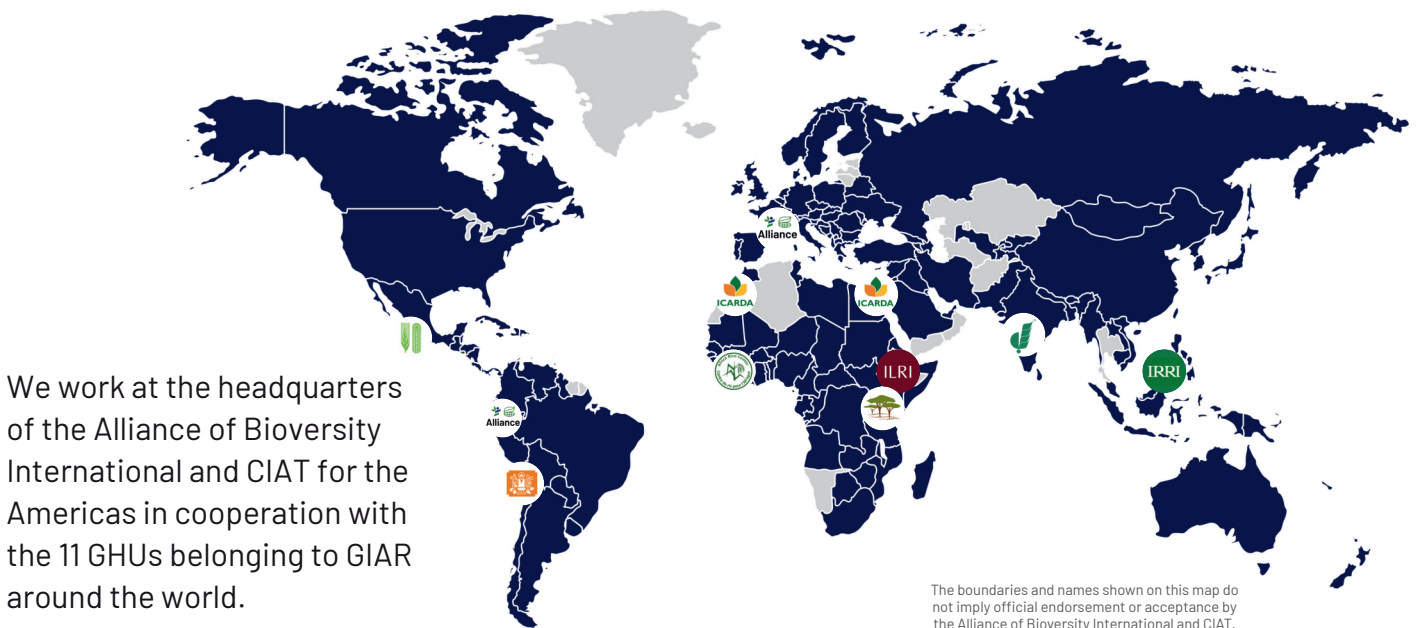 Alliance
ICARDA
ICARDA
ILRI
IRRI
Alliance
We work at the headquarters
of the Alliance of Bioversity
International and CIAT for the
Americas in cooperation with
the 11 GHUs belonging to GIAR
around the world.
The boundaries and names shown on this map do
not imply official endorsement or acceptance by
the Alliance of Bioversity International and CIAT.